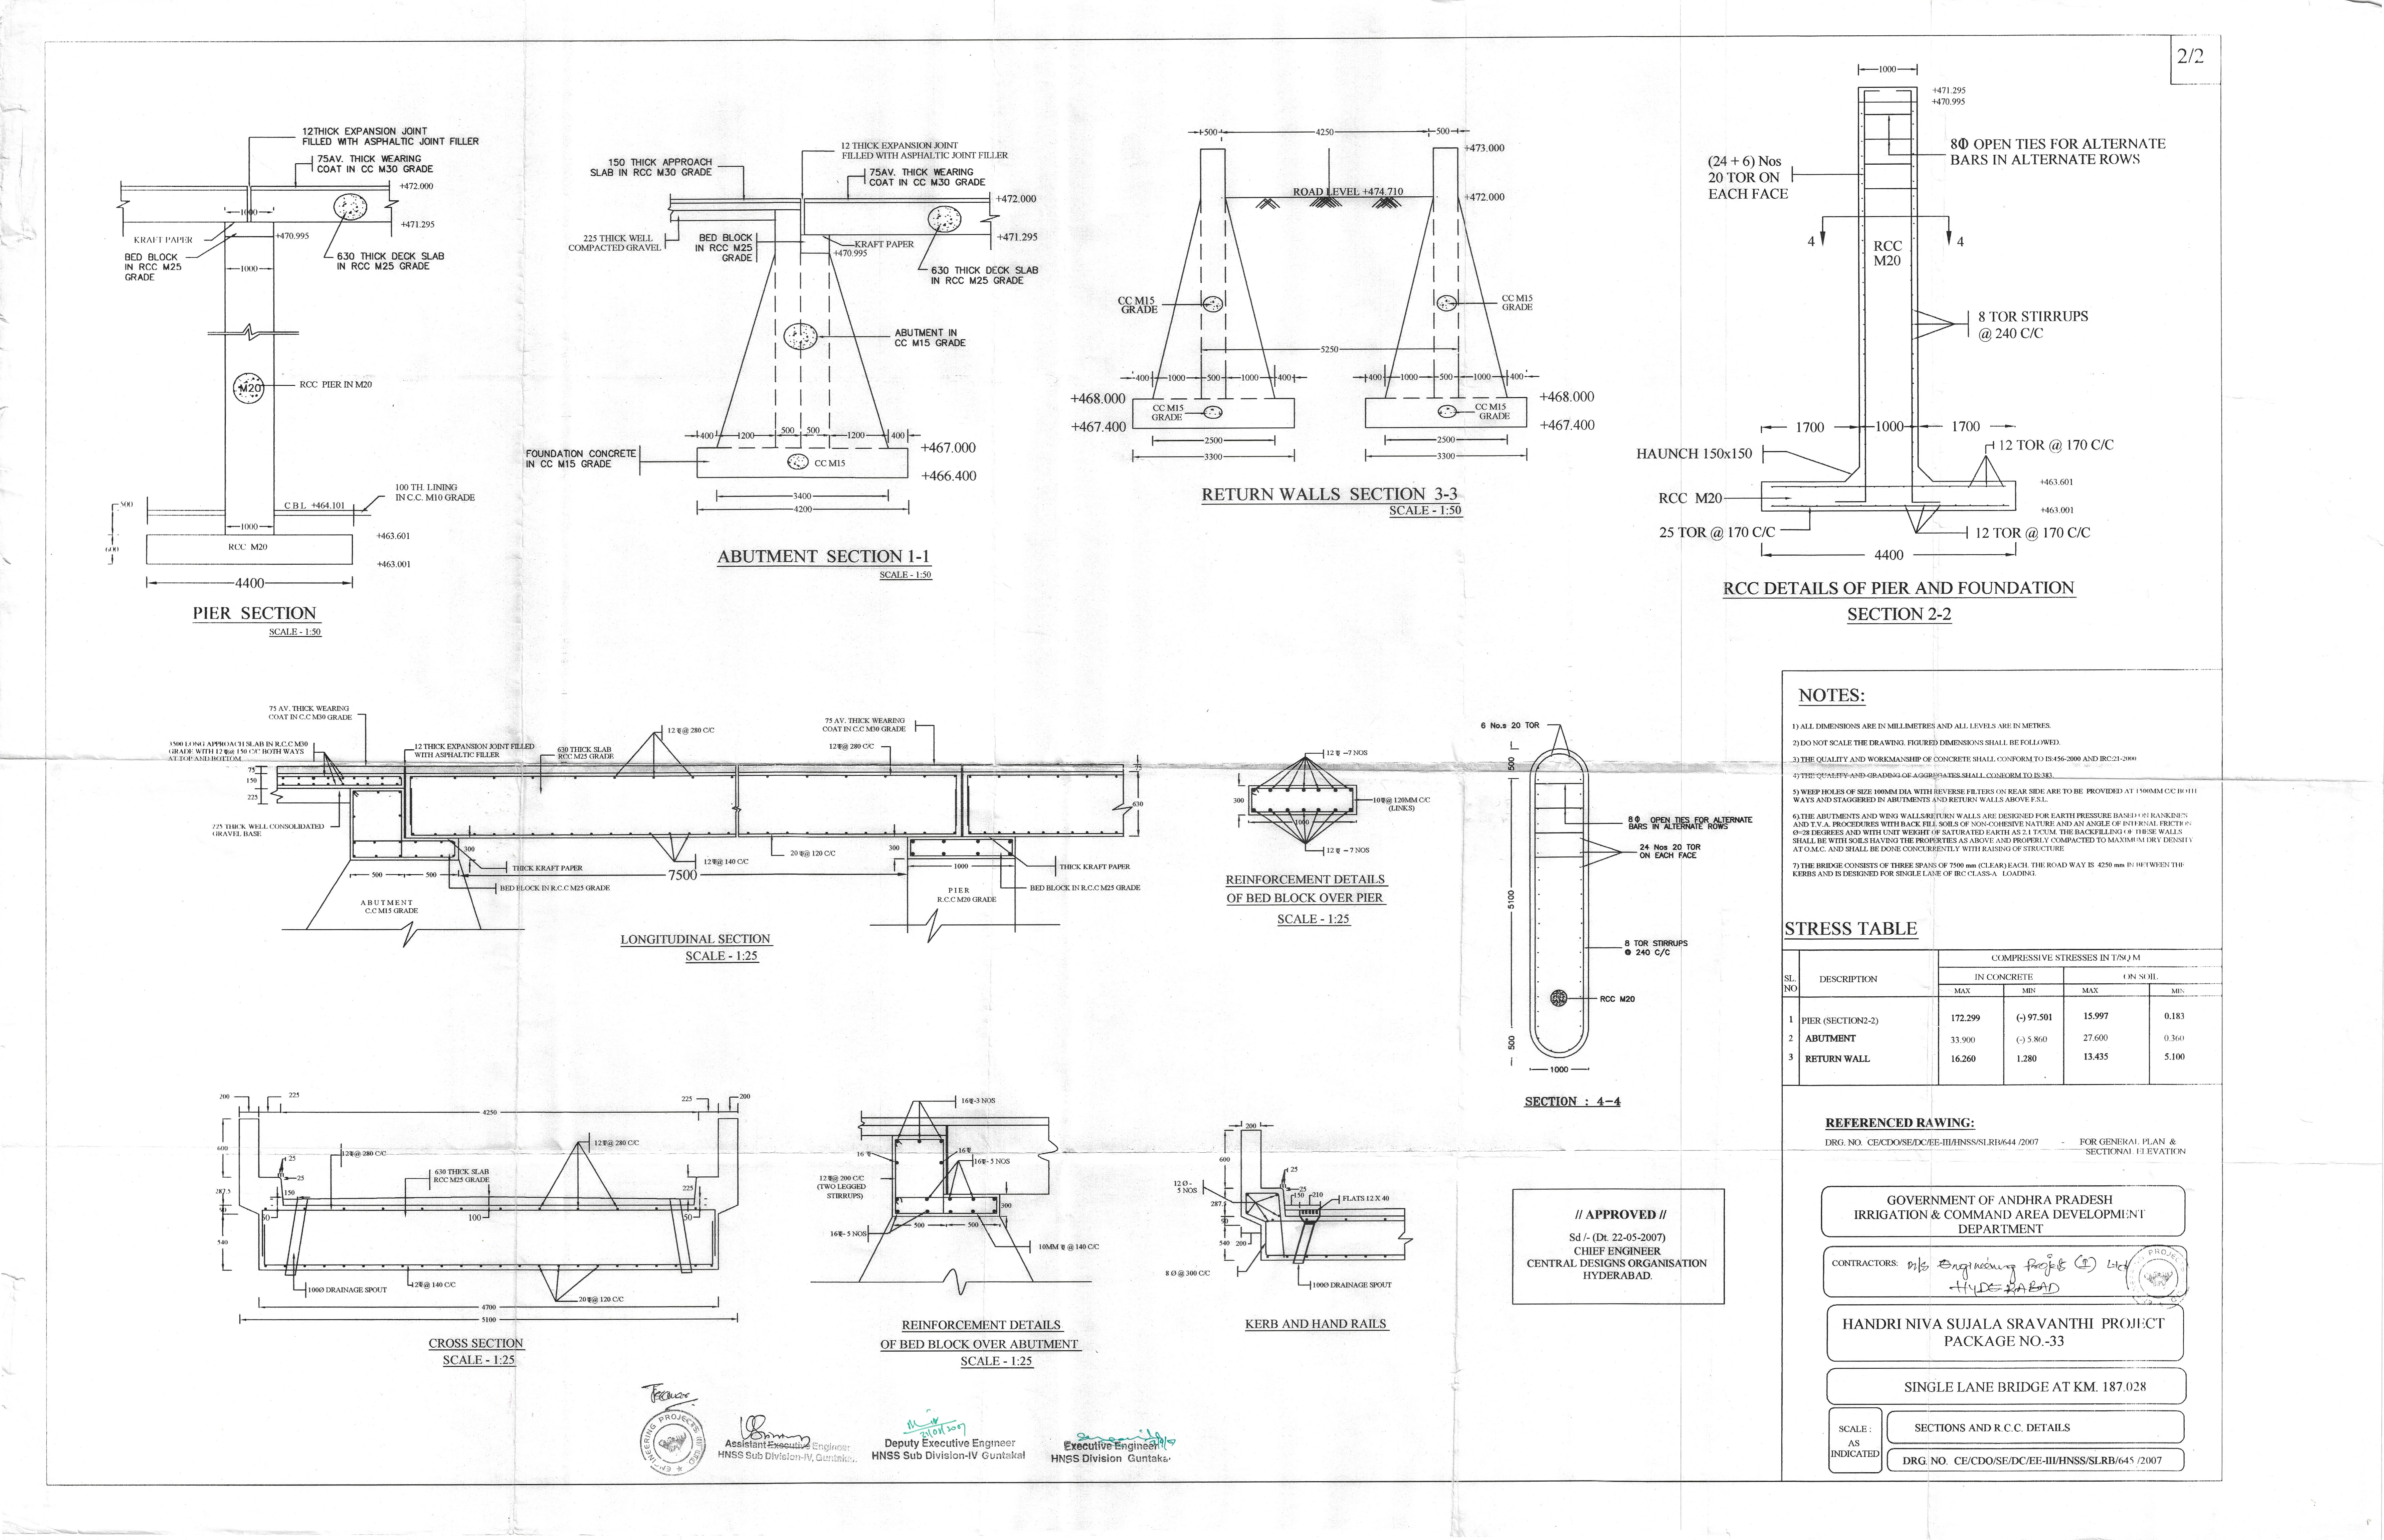 2/2
12THICK EXPANSION JOINT
FILLED WITH ASPHALTIC JOINT FILLER
75AV. THICK WEARING
COAT IN CC M30 GRADE
+472.000
1000
+471.295
KRAFT PAPER
+470.995
BED BLOCK
IN RCC M25
GRADE
630 THICK DECK SLAB
IN RCC M25 GRADE
1000
M20
RCC PIER IN M20
100 TH. LINING
IN C.C. M10 GRADE
500
C B L +464.101
1000
+463.601
600
RCC M20
+463.001
4400
PIER SECTION
SCALE - 1:50
12 THICK EXPANSION JOINT
FILLED WITH ASPHALTIC JOINT FILLER
150 THICK APPROACH
SLAB IN RCC M30 GRADE
75AV. THICK WEARING
COAT IN CC M30 GRADE
+472.000
225 THICK WELL
COMPACTED GRAVEL
BED BLOCK
IN RCC M25
GRADE
KRAFT PAPER
+471.295
+470.995
630 THICK DECK SLAB
IN RCC M25 GRADE
ABUTMENT IN
CC M15 GRADE
400 1200 500 500 1200 400
+467.000
FOUNDATION CONCRETE
IN CC M15 GRADE
CC M15
+466.400
3400
4200
ABUTMENT SECTION 1-1
SCALE - 1:50
500 4250 500
+473.000
ROAD LEVEL +474.710
+472.000
CC M15
GRADE
CC M15
GRADE
5250
400 1000 500 1000 400
400 1000 500 1000 400
+468.000
+468.000
CC M15
GRADE
CC M15
GRADE
+467.400
+467.400
2500
2500
3300
3300
RETURN WALLS SECTION 3-3
SCALE - 1:50
1000
+471.295
+470.995
8Φ OPEN TIES FOR ALTERNATE
BARS IN ALTERNATE ROWS
(24 + 6) Nos
20 TOR ON
EACH FACE
4 4
RCC
M20
8 TOR STIRRUPS
@ 240 C/C
1700 1000 1700
12 TOR @ 170 C/C
HAUNCH 150x150
+463.601
RCC M20
+463.001
25 TOR @ 170 C/C
12 TOR @ 170 C/C
4400
RCC DETAILS OF PIER AND FOUNDATION
SECTION 2-2
75 AV. THICK WEARING
COAT IN C.C M30 GRADE
3500 LONG APPROACH SLAB IN R.C.C M30
GRADE WITH 12 @ 150 C/C BOTH WAYS
AT TOP AND BOTTOM
12 THICK EXPANSION JOINT FILLED
WITH ASPHALTIC FILLER
630 THICK SLAB
RCC M25 GRADE
12 @ 280 C/C
75 AV. THICK WEARING
COAT IN C.C M30 GRADE
12 @ 280 C/C
75
150
225
75
630
225 THICK WELL CONSOLIDATED
GRAVEL BASE
300
THICK KRAFT PAPER
12 @ 140 C/C
20 @ 120 C/C
300
1000
THICK KRAFT PAPER
500 500
7500
BED BLOCK IN R.C.C M25 GRADE
BED BLOCK IN R.C.C M25 GRADE
ABUTMENT
C.C M15 GRADE
PIER
R.C.C M20 GRADE
LONGITUDINAL SECTION
SCALE - 1:25
12 -7 NOS
300
10 @ 120MM C/C
(LINKS)
1000
12 -7 NOS
REINFORCEMENT DETAILS
OF BED BLOCK OVER PIER
SCALE - 1:25
6 No.s 20 TOR
500
8Φ OPEN TIES FOR ALTERNATE
BARS IN ALTERNATE ROWS
24 Nos 20 TOR
ON EACH FACE
5100
8 TOR STIRRUPS
@ 240 C/C
RCC M20
500
1000
SECTION : 4-4
200 225 4250 225 200
600
12 @ 280 C/C
12 @ 280 C/C
25
25
630 THICK SLAB
RCC M25 GRADE
287.5
150
225
50
100
50
540
100Ø DRAINAGE SPOUT
12 @ 140 C/C
20 @ 120 C/C
4700
5100
CROSS SECTION
SCALE - 1:25
16 -3 NOS
16
16
16 - 5 NOS
12 @ 200 C/C
(TWO LEGGED
STIRRUPS)
300
500 500
16 - 5 NOS
10MM @ 140 C/C
REINFORCEMENT DETAILS
OF BED BLOCK OVER ABUTMENT
SCALE - 1:25
200
600
25
25
12 Ø -
5 NOS
150 210
FLATS 12 X 40
287.5
90
540 200
8 Ø @ 300 C/C
100Ø DRAINAGE SPOUT
KERB AND HAND RAILS
// APPROVED //
Sd /- (Dt. 22-05-2007)
CHIEF ENGINEER
CENTRAL DESIGNS ORGANISATION
HYDERABAD.
ENGINEERING PROJECTS
Assistant Executive Engineer
HNSS Sub Division-IV, Guntakal
21/08/2007
Deputy Executive Engineer
HNSS Sub Division-IV Guntakal
Executive Engineer
HNSS Division Guntakal
NOTES:
1) ALL DIMENSIONS ARE IN MILLIMETRES AND ALL LEVELS ARE IN METRES.
2) DO NOT SCALE THE DRAWING. FIGURED DIMENSIONS SHALL BE FOLLOWED.
3) THE QUALITY AND WORKMANSHIP OF CONCRETE SHALL CONFORM TO IS:456-2000 AND IRC:21-2000
4) THE QUALITY AND GRADING OF AGGREGATES SHALL CONFORM TO IS:383.
5) WEEP HOLES OF SIZE 100MM DIA WITH REVERSE FILTERS ON REAR SIDE ARE TO BE PROVIDED AT 1500MM C/C BOTH
WAYS AND STAGGERED IN ABUTMENTS AND RETURN WALLS ABOVE F.S.L.
6).THE ABUTMENTS AND WING WALLS/RETURN WALLS ARE DESIGNED FOR EARTH PRESSURE BASED ON RANKINE'S
AND T.V.A. PROCEDURES WITH BACK FILL SOILS OF NON-COHESIVE NATURE AND AN ANGLE OF INTERNAL FRICTION
Ø=28 DEGREES AND WITH UNIT WEIGHT OF SATURATED EARTH AS 2.1 T/CUM. THE BACKFILLING OF THESE WALLS
SHALL BE WITH SOILS HAVING THE PROPERTIES AS ABOVE AND PROPERLY COMPACTED TO MAXIMUM DRY DENSITY
AT O.M.C. AND SHALL BE DONE CONCURRENTLY WITH RAISING OF STRUCTURE
7) THE BRIDGE CONSISTS OF THREE SPANS OF 7500 mm (CLEAR) EACH. THE ROAD WAY IS 4250 mm IN BETWEEN THE
KERBS AND IS DESIGNED FOR SINGLE LANE OF IRC CLASS-A LOADING.
STRESS TABLE
SL. NO DESCRIPTION COMPRESSIVE STRESSES IN T/SQ M
IN CONCRETE ON SOIL
MAX MIN MAX MIN
1 PIER (SECTION2-2) 172.299 (-) 97.501 15.997 0.183
2 ABUTMENT 33.900 (-) 5.860 27.600 0.360
3 RETURN WALL 16.260 1.280 13.435 5.100
REFERENCED RAWING:
DRG. NO. CE/CDO/SE/DC/EE-III/HNSS/SLRB/644 /2007 - FOR GENERAL PLAN &
SECTIONAL ELEVATION
GOVERNMENT OF ANDHRA PRADESH
IRRIGATION & COMMAND AREA DEVELOPMENT
DEPARTMENT
CONTRACTORS: M/s Engineering Projects (I) Ltd
HYDERABAD
HANDRI NIVA SUJALA SRAVANTHI PROJECT
PACKAGE NO.-33
SINGLE LANE BRIDGE AT KM. 187.028
SCALE :
AS
INDICATED
SECTIONS AND R.C.C. DETAILS
DRG. NO. CE/CDO/SE/DC/EE-III/HNSS/SLRB/645 /2007